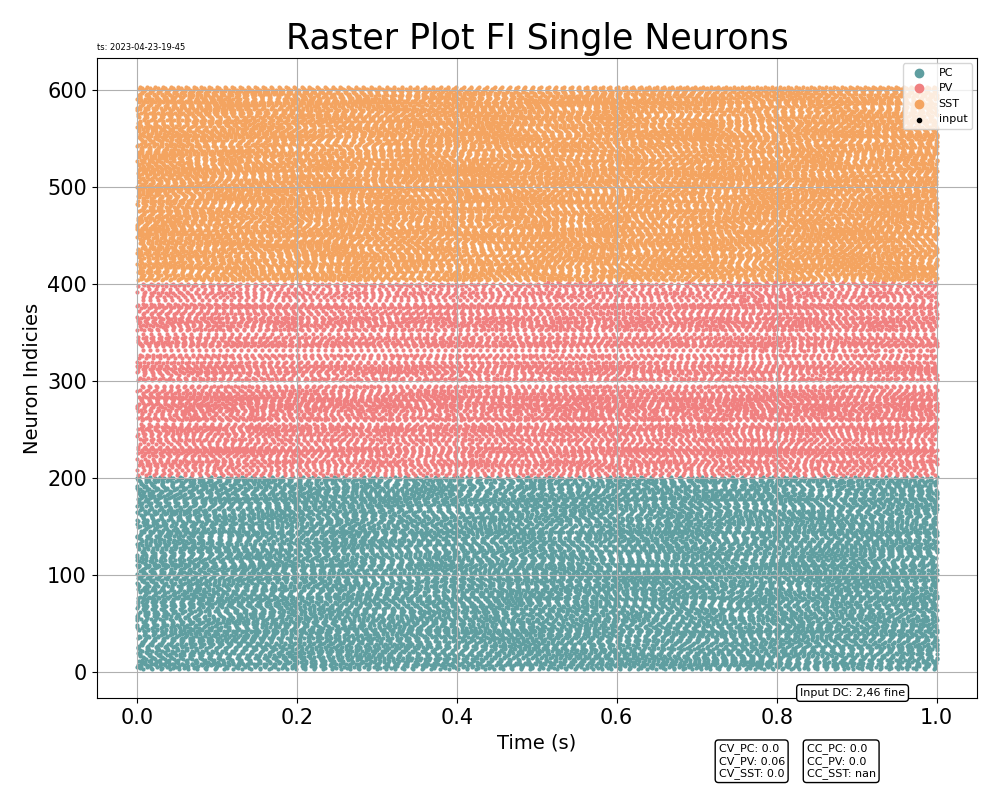 Raster Plot FI Single Neurons
ts: 2023-04-23-19-45
PC
PV
SST
input
600
500
400
300
200
100
0
Neuron Indicies
Input DC: 2,46 fine
0.0 0.2 0.4 0.6 0.8 1.0
Time (s)
CV_PC: 0.0
CV_PV: 0.06
CV_SST: 0.0
CC_PC: 0.0
CC_PV: 0.0
CC_SST: nan